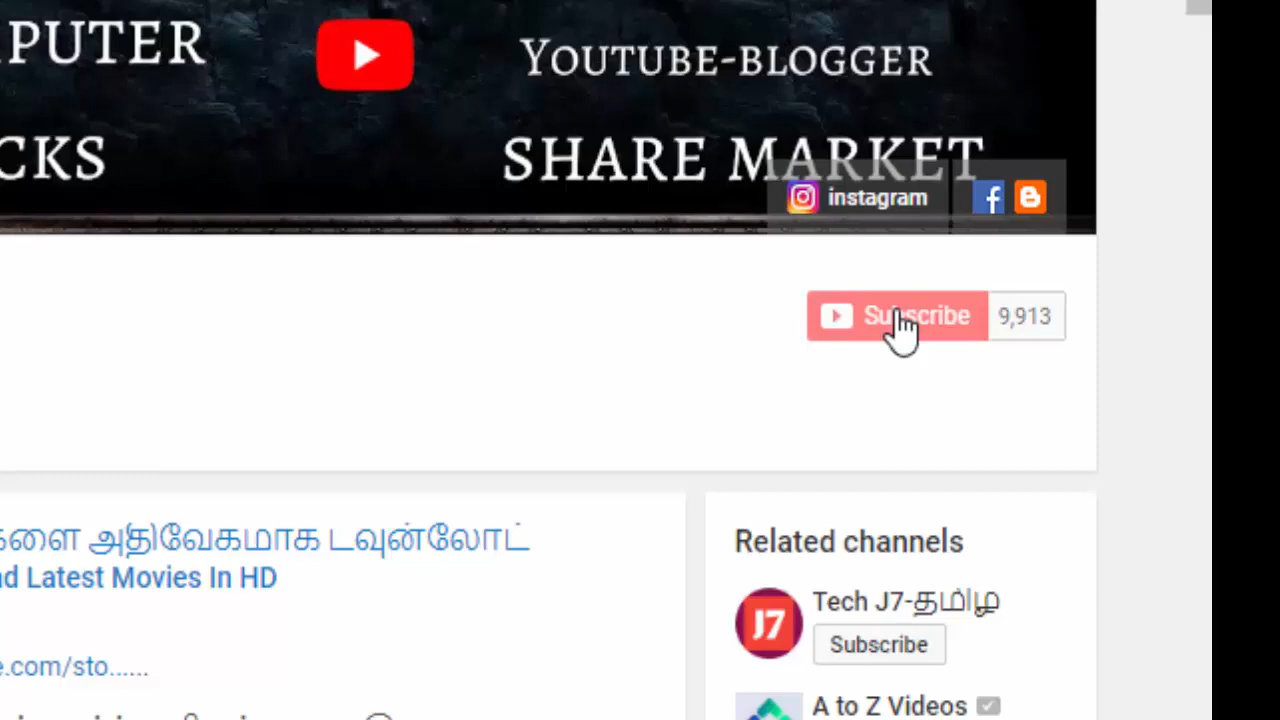 PUTER
YOUTUBE-BLOGGER
CKS
SHARE MARKET
instagram
Subscribe 9,913
களை அதிவேகமாக டவுன்லோட்
d Latest Movies In HD
Related channels
J7
Tech J7-தமிழ்
Subscribe
e.com/sto......
A to Z Videos